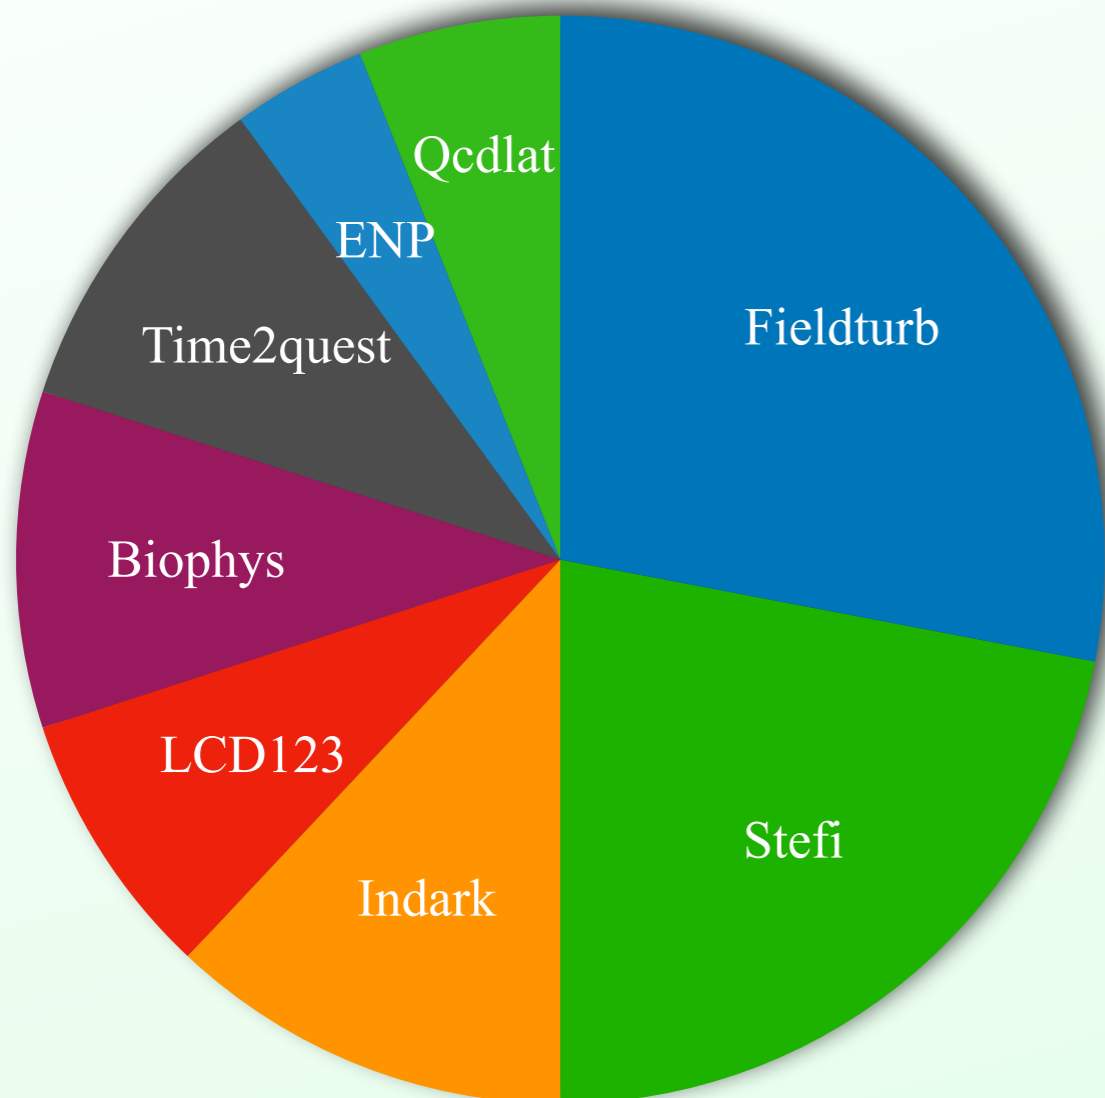 Qcdlat
ENP
Fieldturb
Time2quest
Biophys
LCD123
Stefi
Indark